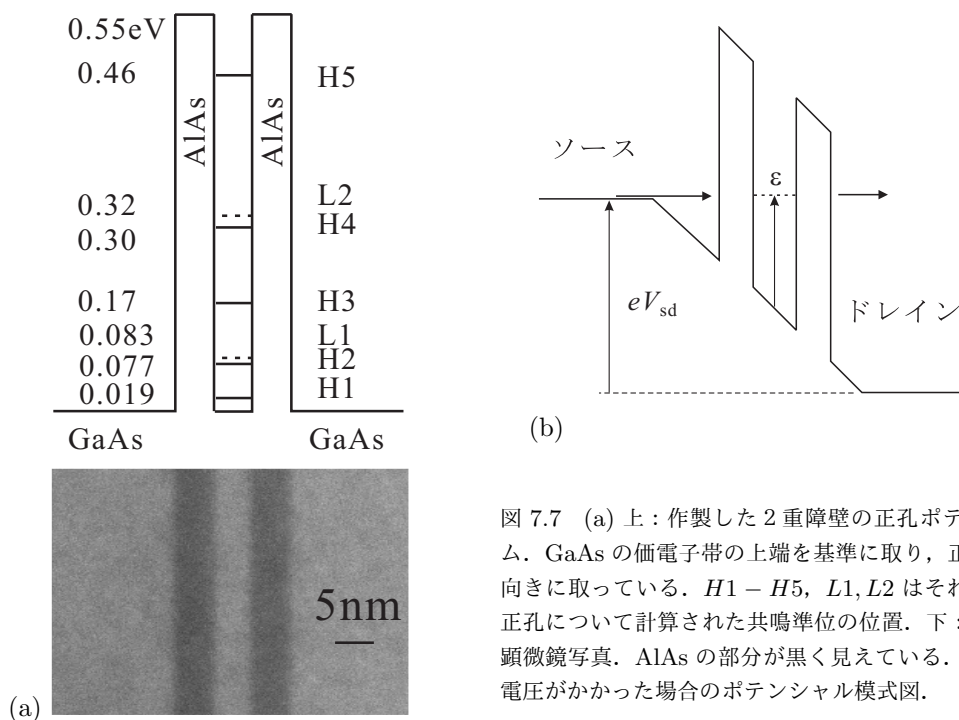 0.55eV
0.46
0.32
0.30
0.17
0.083
0.077
0.019
AlAs
AlAs
H5
L2
H4
H3
L1
H2
H1
GaAs
GaAs
5nm
(a)
ソース
ε
eVsd
ドレイン
(b)
図 7.7 (a) 上：作製した 2 重障壁の正孔ポテ
ム．GaAs の価電子帯の上端を基準に取り，正
向きに取っている．H1 − H5，L1, L2 はそれ
正孔について計算された共鳴準位の位置．下：
顕微鏡写真．AlAs の部分が黒く見えている．
電圧がかかった場合のポテンシャル模式図．